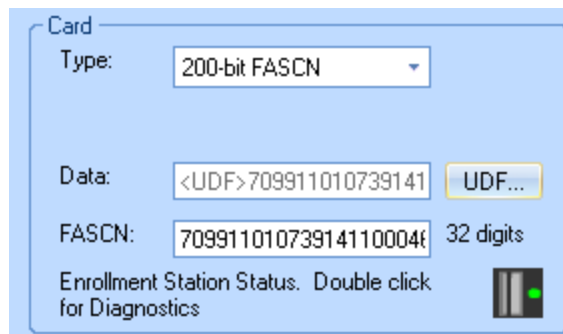 Card
Type: 200-bit FASCN
Data: <UDF>709911010739141 UDF...
FASCN: 70991101073914110004 32 digits
Enrollment Station Status. Double click
for Diagnostics